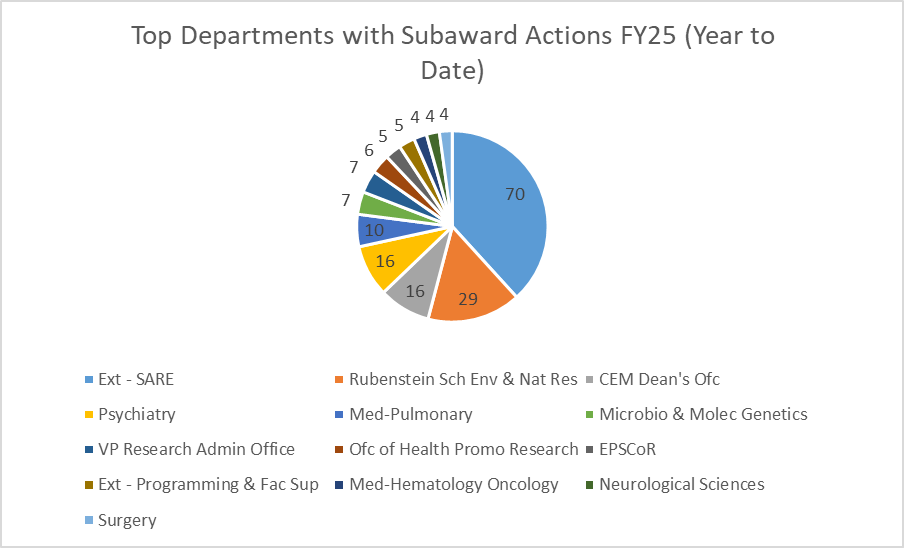 Top Departments with Subaward Actions FY25 (Year to
Date)
70
29
16
16
10
7
7
6
5
5
4
4
4
Ext - SARE
Rubenstein Sch Env & Nat Res
CEM Dean's Ofc
Psychiatry
Med-Pulmonary
Microbio & Molec Genetics
VP Research Admin Office
Ofc of Health Promo Research
EPSCoR
Ext - Programming & Fac Sup
Med-Hematology Oncology
Neurological Sciences
Surgery